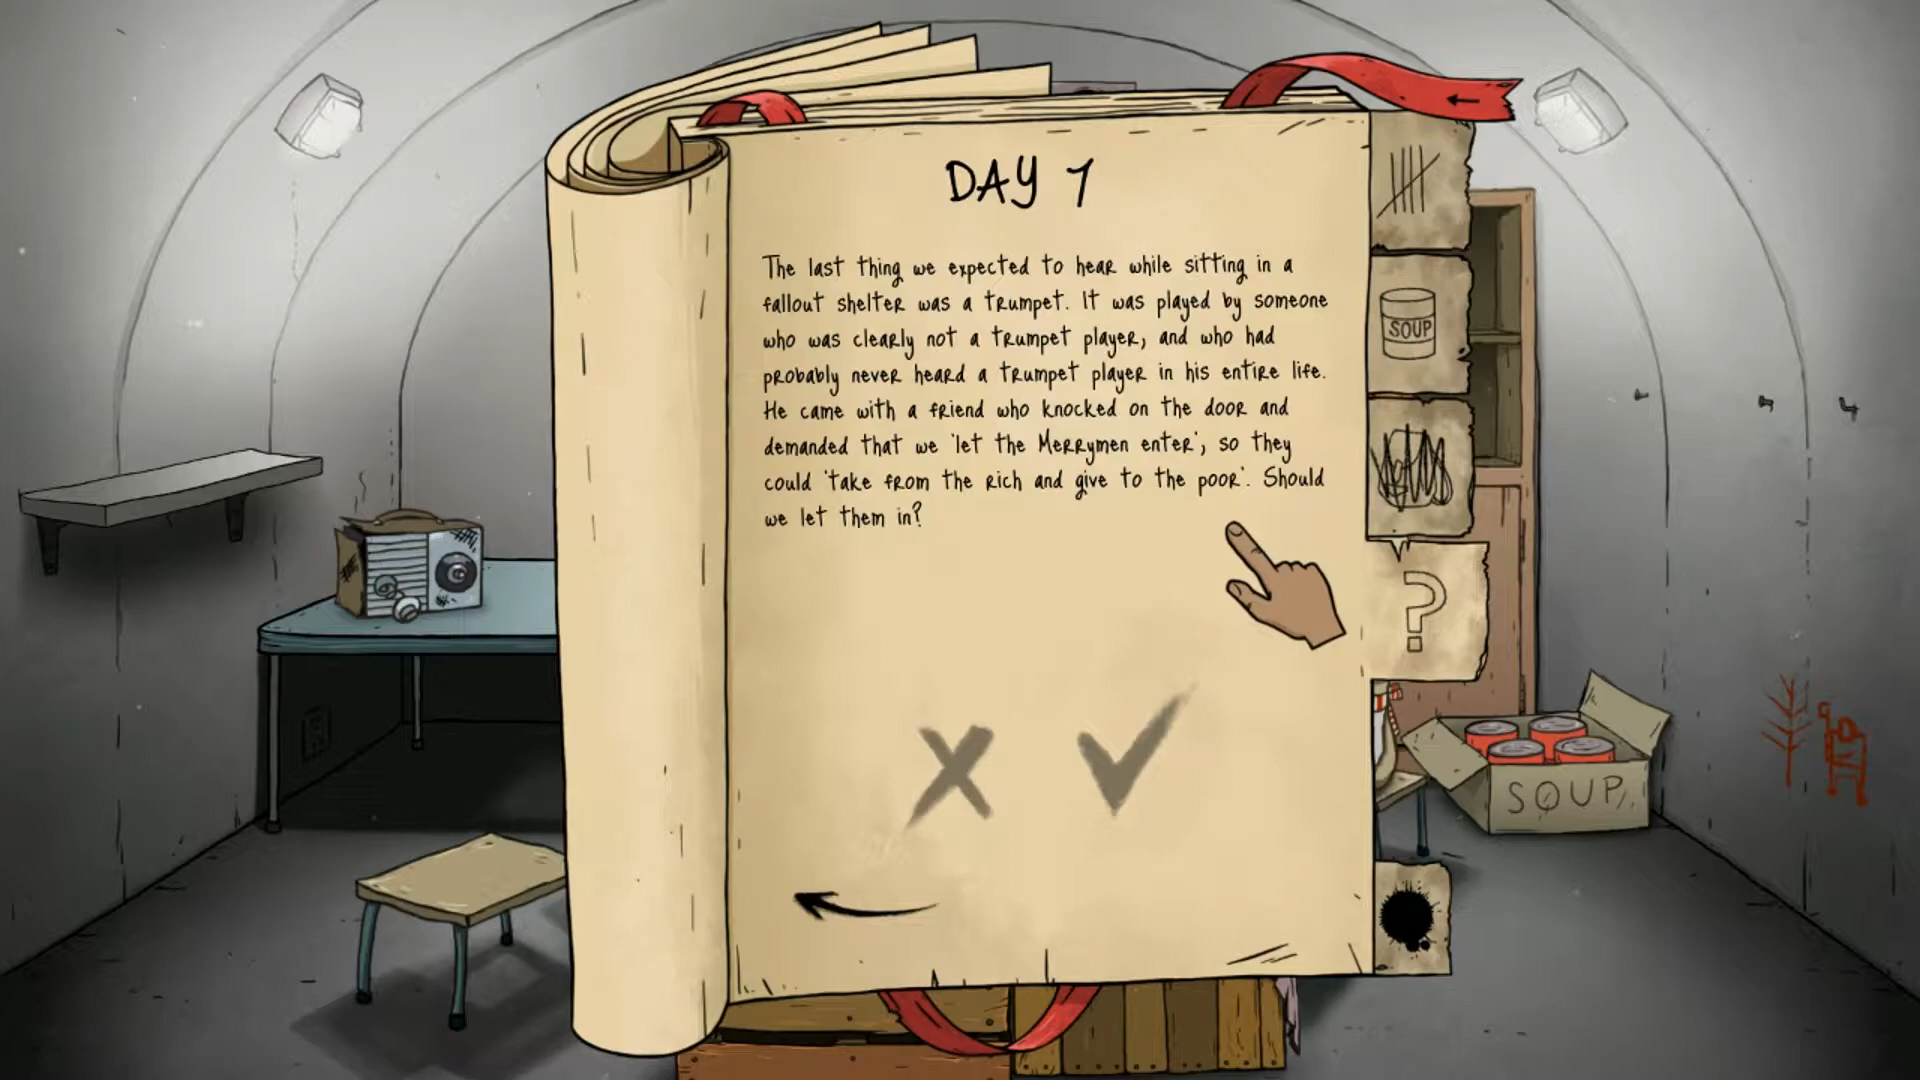 DAY 7
The last thing we expected to hear while sitting in a
fallout shelter was a trumpet. It was played by someone
who was clearly not a trumpet player, and who had
probably never heard a trumpet player in his entire life.
He came with a friend who knocked on the door and
demanded that we 'let the Merrymen enter', so they
could 'take from the rich and give to the poor'. Should
we let them in?
SOUP
?
SOUP